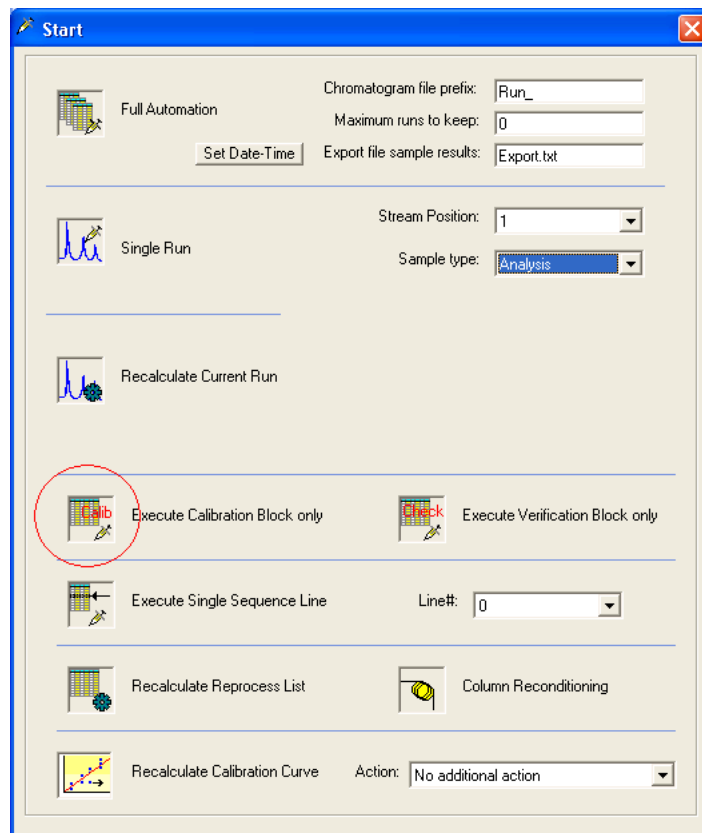 Start
Full Automation
Chromatogram file prefix: Run_
Maximum runs to keep: 0
Set Date-Time
Export file sample results: Export.txt
Single Run
Stream Position: 1
Sample type: Analysis
Recalculate Current Run
Calib
Execute Calibration Block only
Check
Execute Verification Block only
Execute Single Sequence Line
Line#: 0
Recalculate Reprocess List
Column Reconditioning
Recalculate Calibration Curve
Action: No additional action